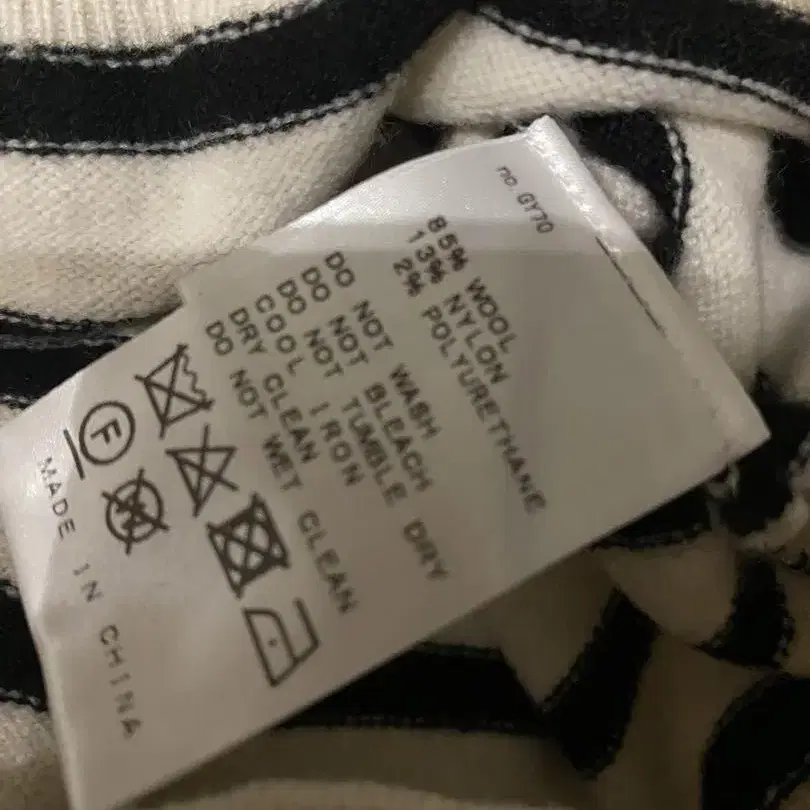 no.GY70
85% WOOL
13% NYLON
2% POLYURETHANE
DO NOT WASH
DO NOT BLEACH
DO NOT TUMBLE DRY
COOL IRON
DRY CLEAN
DO NOT WET CLEAN
F
W
MADE IN CHINA